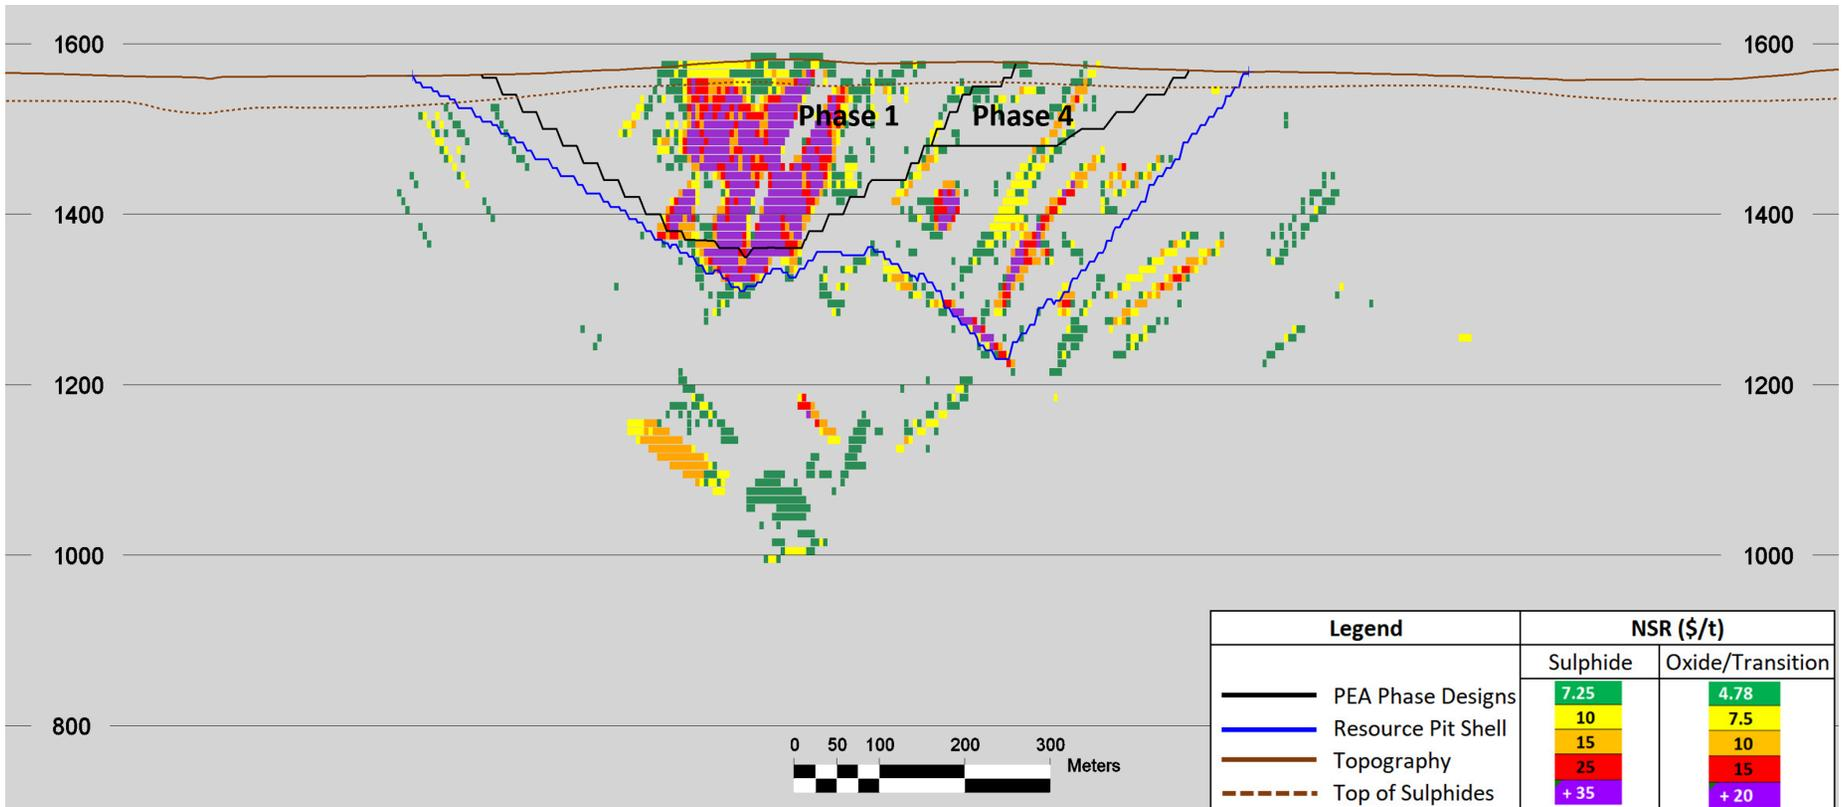 1600 1600
Phase 1 Phase 4
1400 1400
1200 1200
1000 1000
800
0 50 100 200 300
Meters
Legend NSR ($/t)
Sulphide Oxide/Transition
PEA Phase Designs 7.25 4.78
10 7.5
Resource Pit Shell
15 10
Topography 25 15
Top of Sulphides + 35 + 20